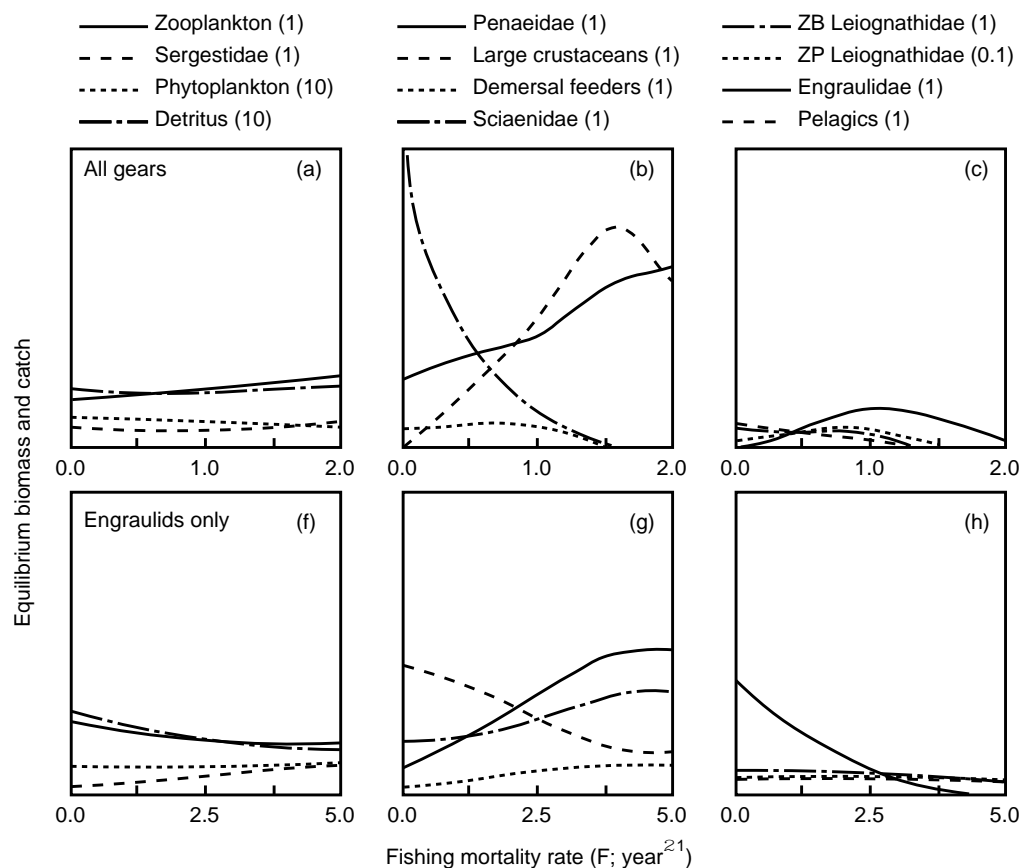 Zooplankton (1)
Sergestidae (1)
Phytoplankton (10)
Detritus (10)
Penaeidae (1)
Large crustaceans (1)
Demersal feeders (1)
Sciaenidae (1)
ZB Leiognathidae (1)
ZP Leiognathidae (0.1)
Engraulidae (1)
Pelagics (1)
Equilibrium biomass and catch
All gears (a)
0.0 1.0 2.0
(b)
0.0 1.0 2.0
(c)
0.0 1.0 2.0
Engraulids only (f)
0.0 2.5 5.0
(g)
0.0 2.5 5.0
(h)
0.0 2.5 5.0
Fishing mortality rate (F; year21)